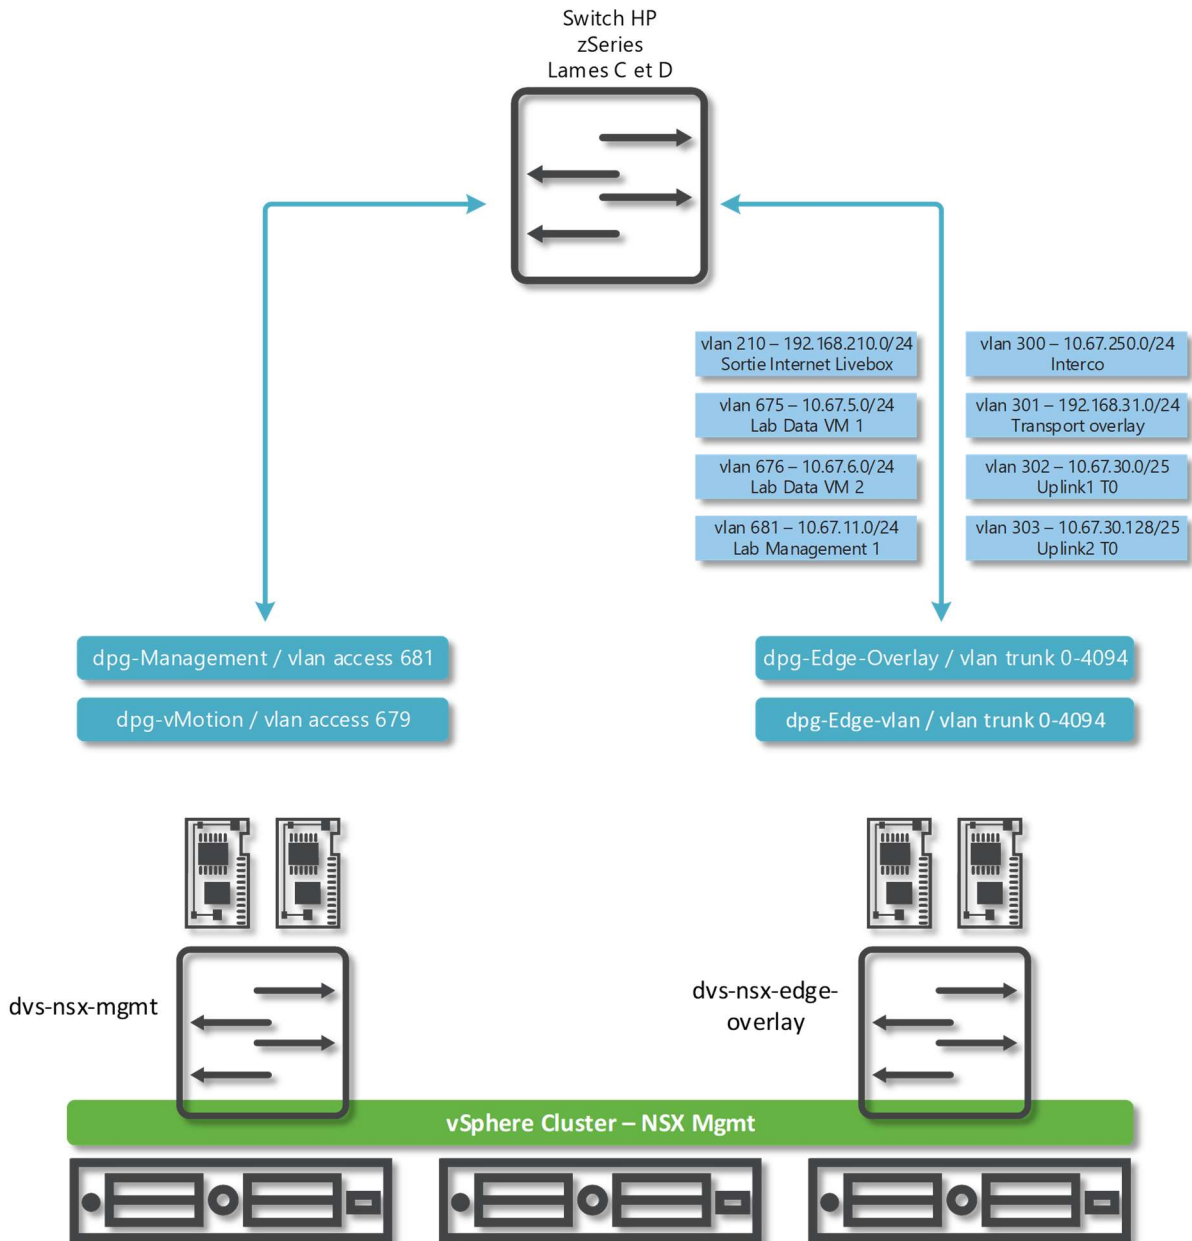 Switch HP
zSeries
Lames C et D
vlan 210 – 192.168.210.0/24
Sortie Internet Livebox
vlan 300 – 10.67.250.0/24
Interco
vlan 675 – 10.67.5.0/24
Lab Data VM 1
vlan 301 – 192.168.31.0/24
Transport overlay
vlan 676 – 10.67.6.0/24
Lab Data VM 2
vlan 302 – 10.67.30.0/25
Uplink1 T0
vlan 681 – 10.67.11.0/24
Lab Management 1
vlan 303 – 10.67.30.128/25
Uplink2 T0
dpg-Management / vlan access 681
dpg-vMotion / vlan access 679
dpg-Edge-Overlay / vlan trunk 0-4094
dpg-Edge-vlan / vlan trunk 0-4094
dvs-nsx-mgmt
dvs-nsx-edge-
overlay
vSphere Cluster – NSX Mgmt